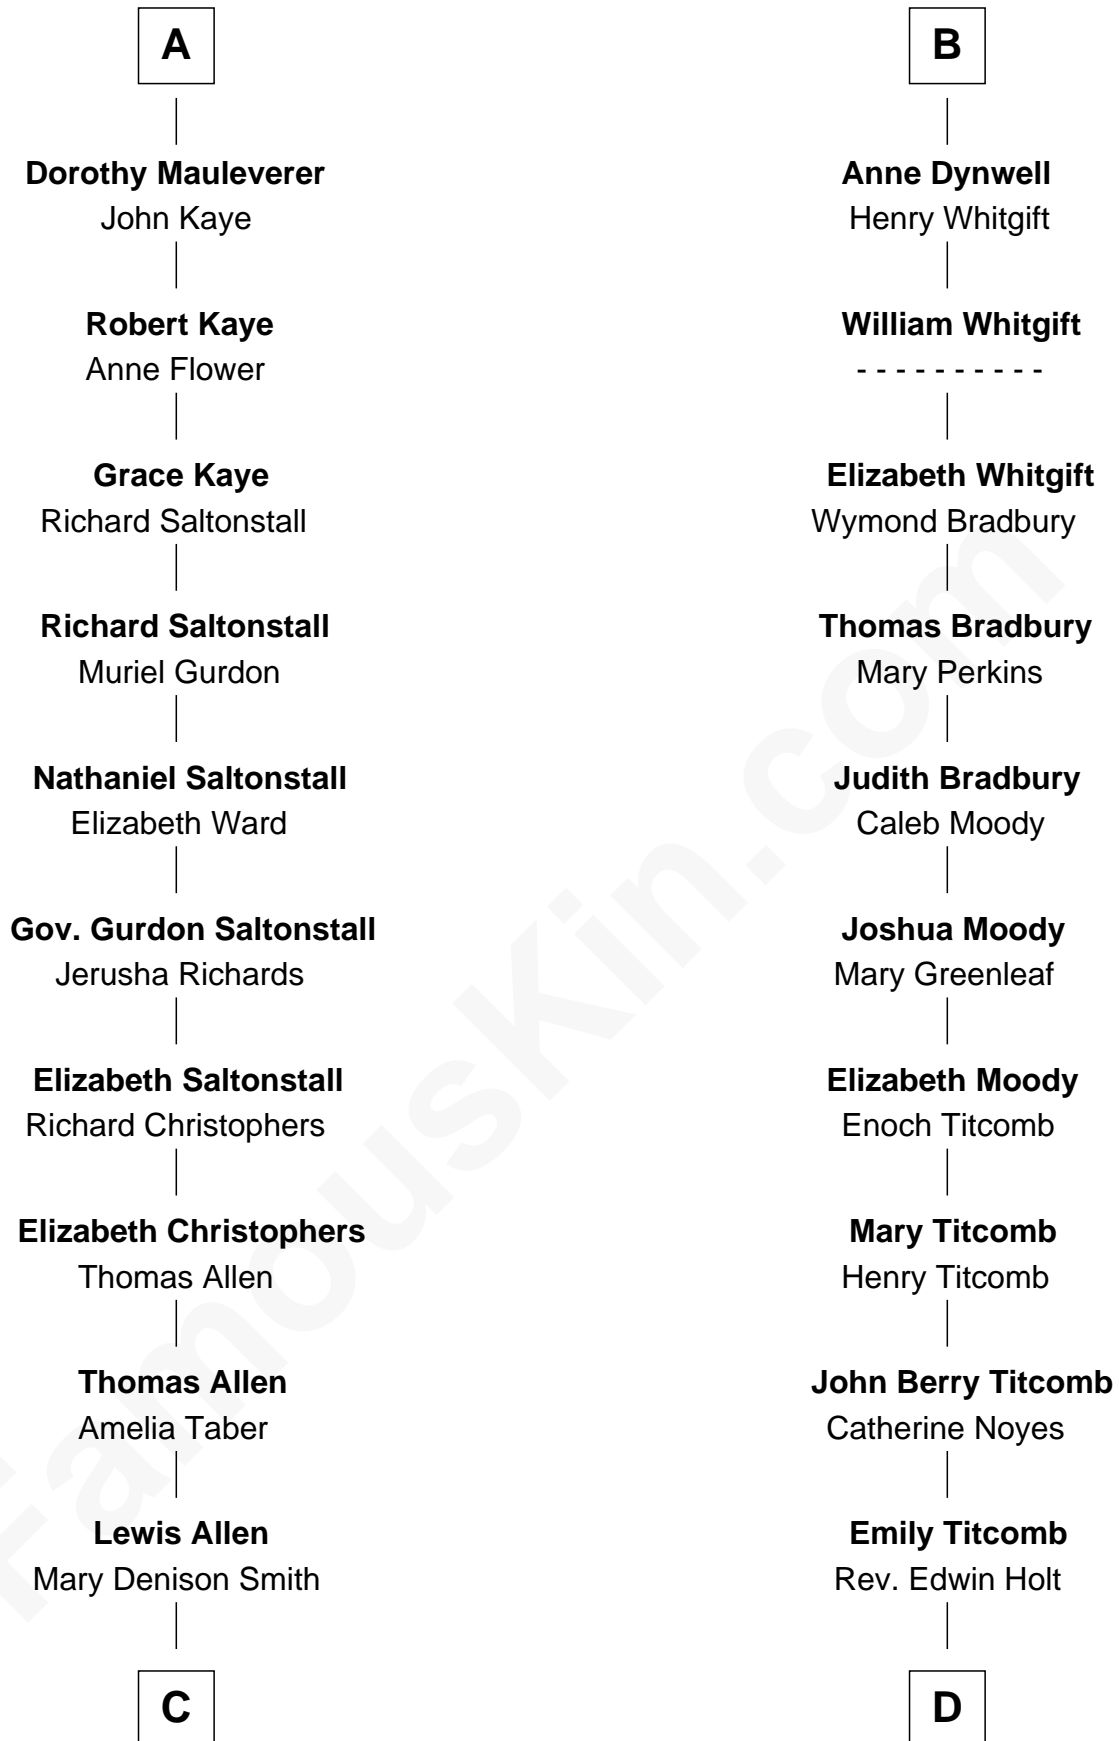 A
Dorothy Mauleverer
John Kaye
Robert Kaye
Anne Flower
Grace Kaye
Richard Saltonstall
Richard Saltonstall
Muriel Gurdon
Nathaniel Saltonstall
Elizabeth Ward
Gov. Gurdon Saltonstall
Jerusha Richards
Elizabeth Saltonstall
Richard Christophers
Elizabeth Christophers
Thomas Allen
Thomas Allen
Amelia Taber
Lewis Allen
Mary Denison Smith
C
B
Anne Dynwell
Henry Whitgift
William Whitgift
- - - - - - - - - -
Elizabeth Whitgift
Wymond Bradbury
Thomas Bradbury
Mary Perkins
Judith Bradbury
Caleb Moody
Joshua Moody
Mary Greenleaf
Elizabeth Moody
Enoch Titcomb
Mary Titcomb
Henry Titcomb
John Berry Titcomb
Catherine Noyes
Emily Titcomb
Rev. Edwin Holt
D
FamousKin.com